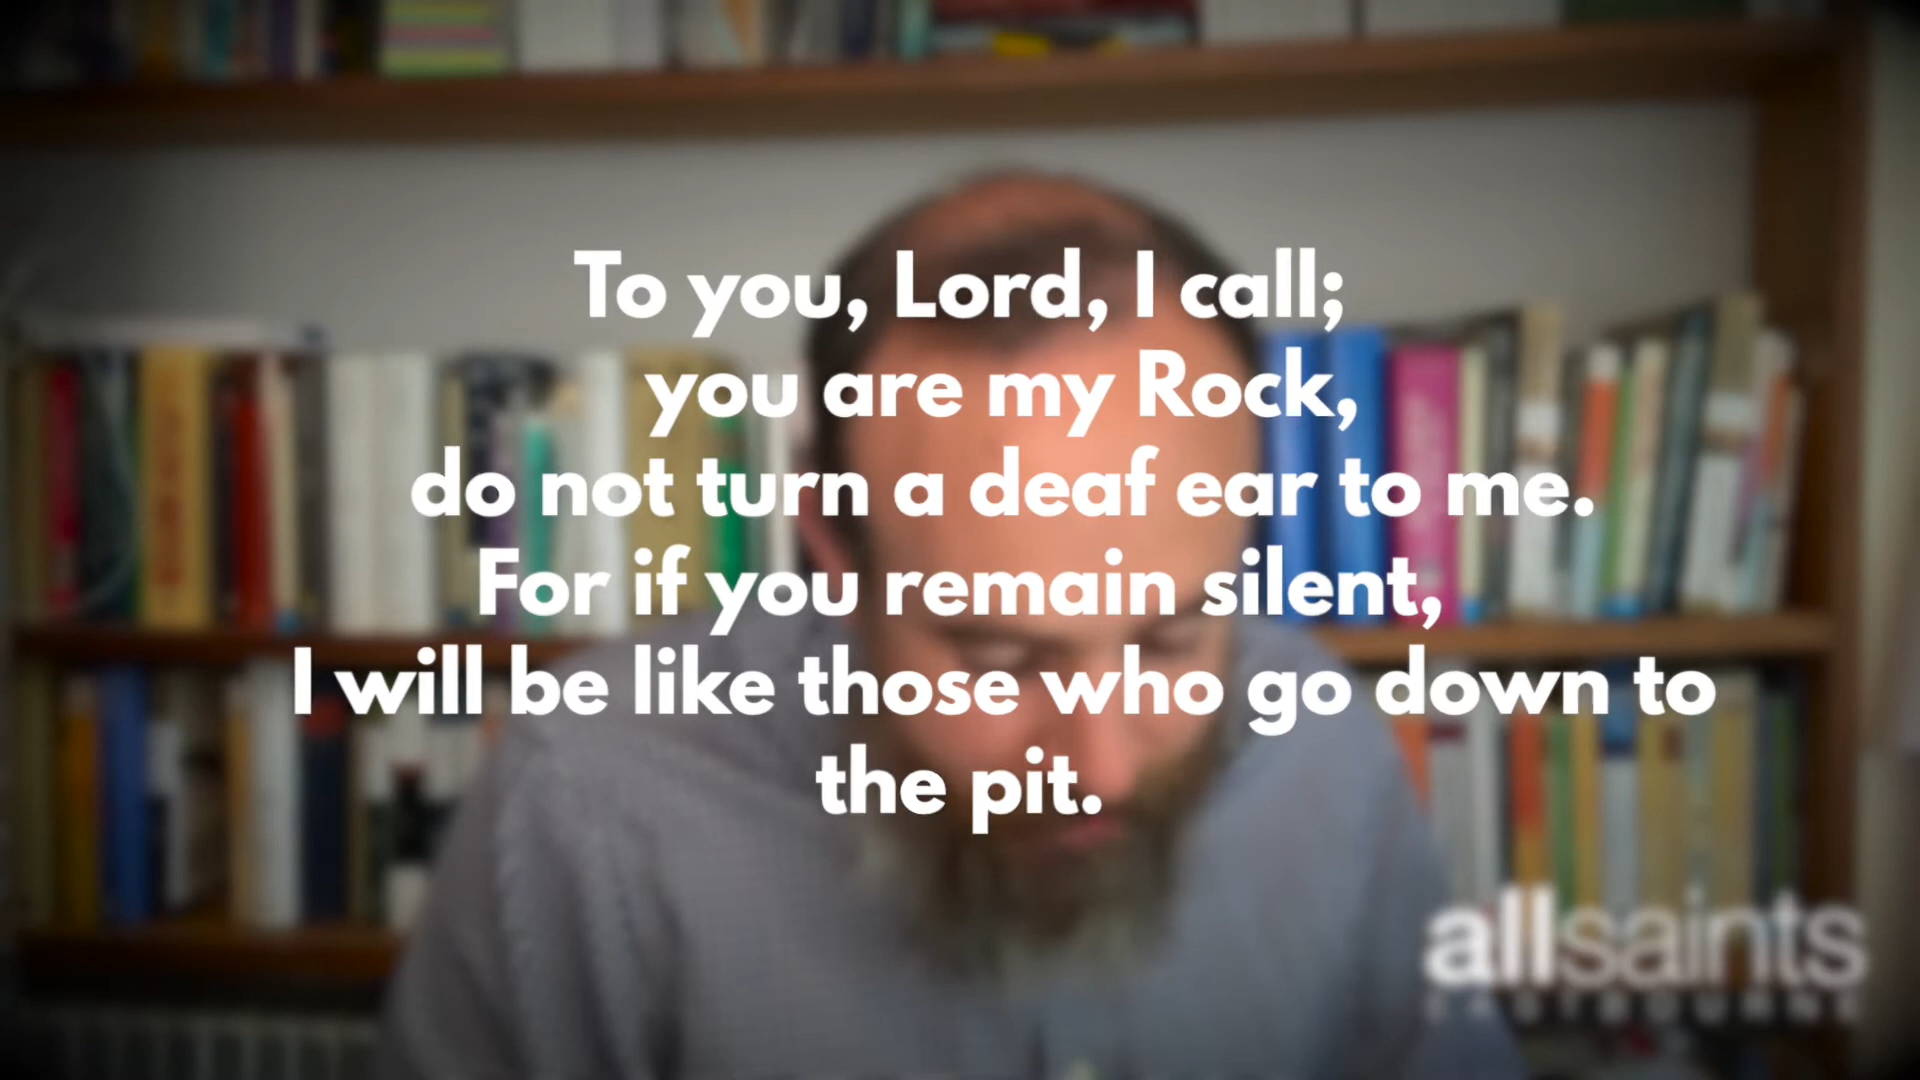 To you, Lord, I call;
you are my Rock,
do not turn a deaf ear to me.
For if you remain silent,
I will be like those who go down to
the pit.
allsaints
EASTBOURNE